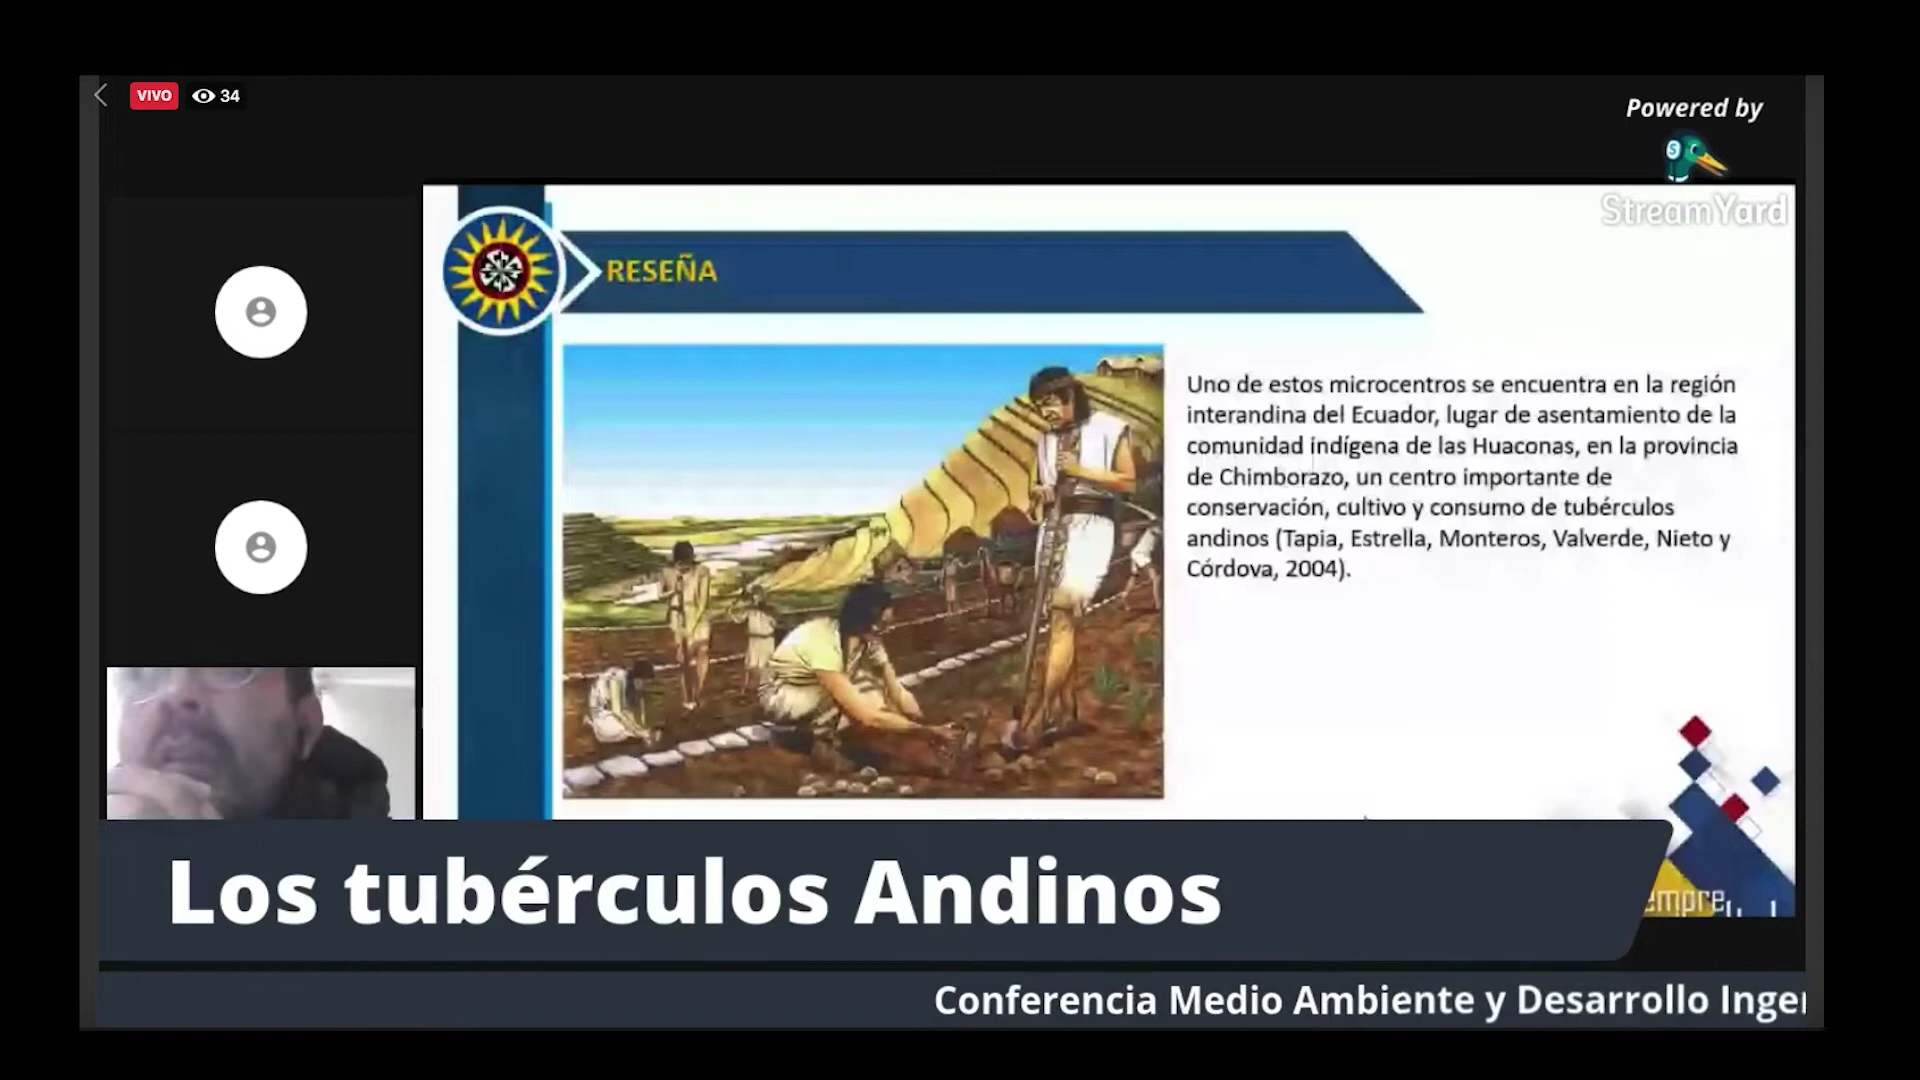 VIVO
34
Powered by
StreamYard
RESEÑA
Uno de estos microcentros se encuentra en la región
interandina del Ecuador, lugar de asentamiento de la
comunidad indígena de las Huaconas, en la provincia
de Chimborazo, un centro importante de
conservación, cultivo y consumo de tubérculos
andinos (Tapia, Estrella, Monteros, Valverde, Nieto y
Córdova, 2004).
empre
Los tubérculos Andinos
Conferencia Medio Ambiente y Desarrollo Inger